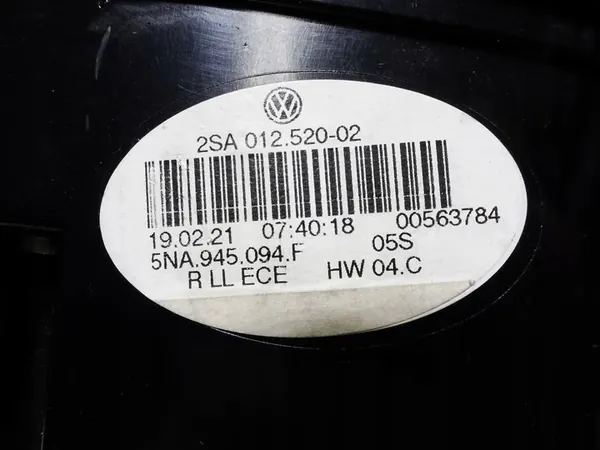 2SA 012.520-02
19.02.21 07:40:18 00563784
5NA.945.094.F 05S
R LL ECE HW 04.C